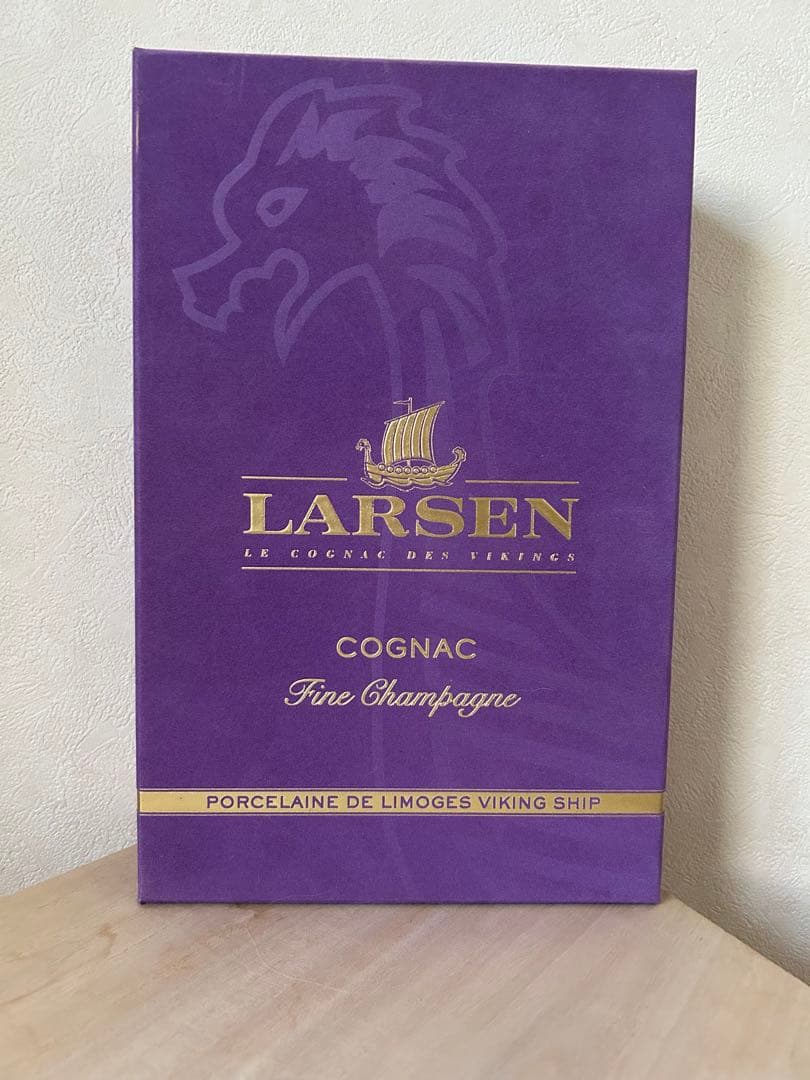 LARSEN
LE COGNAC DES VIKINGS
COGNAC
Fine Champagne
PORCELAINE DE LIMOGES VIKING SHIP